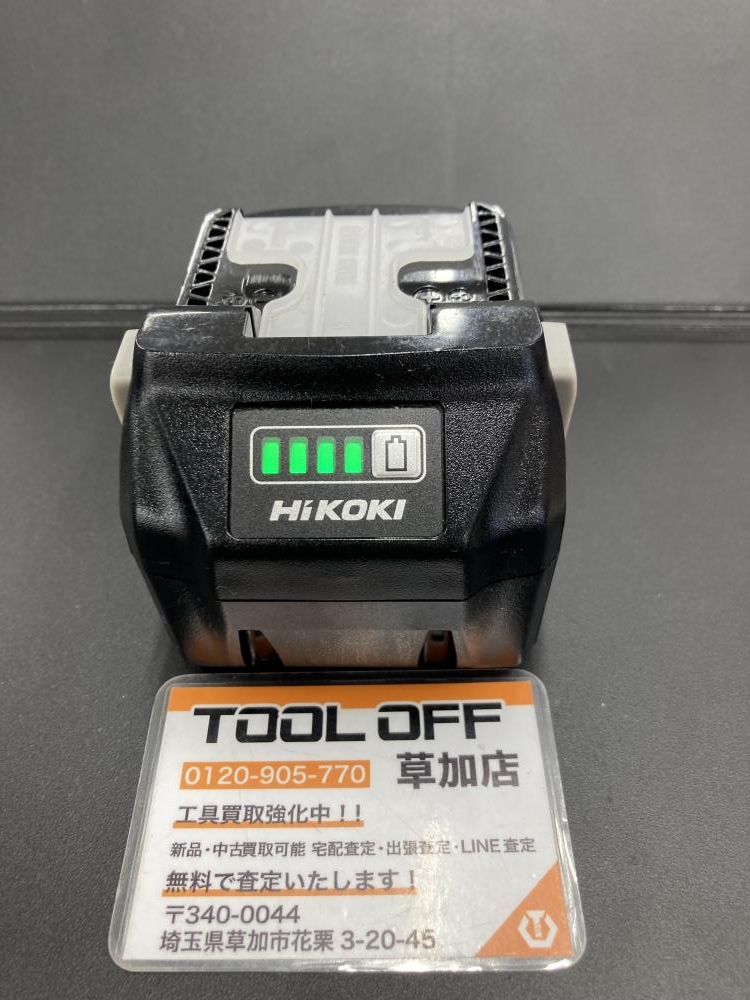 HiKOKI
TOOL OFF
0120-905-770 草加店
工具買取強化中!!
新品・中古買取可能 宅配査定・出張査定・LINE査定
無料で査定いたします!
〒340-0044
埼玉県草加市花栗 3-20-45